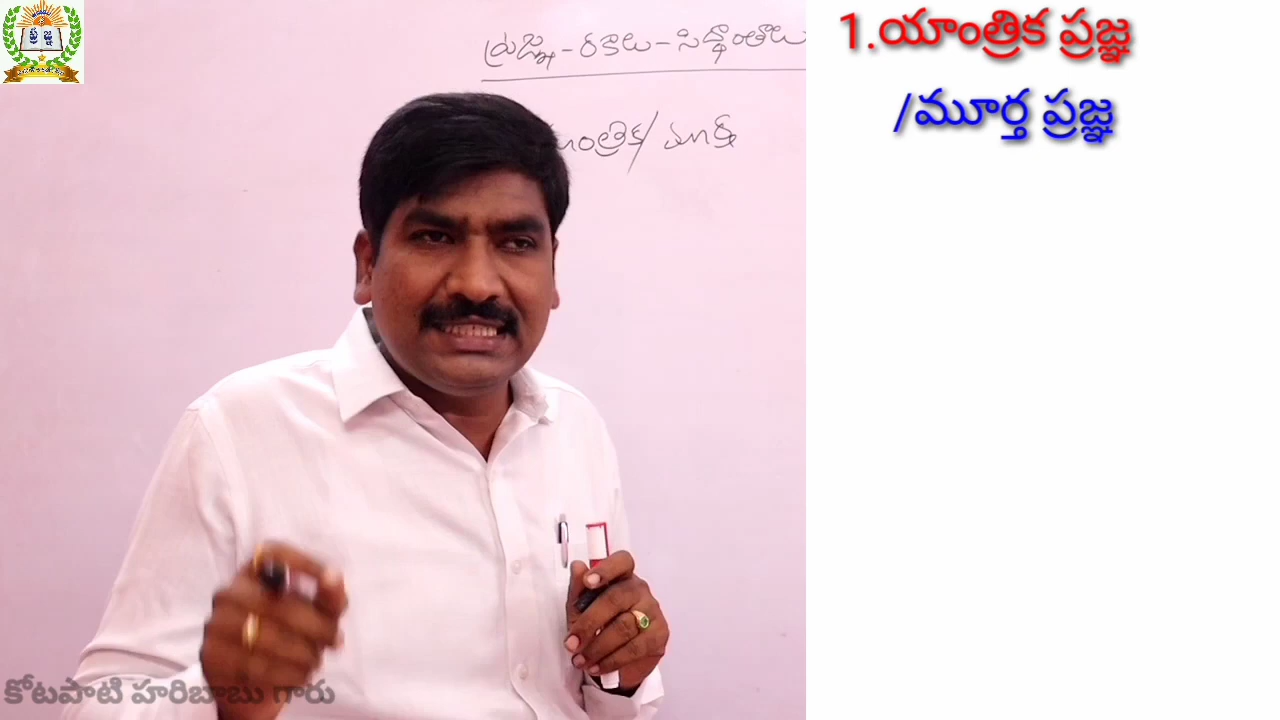 ప్రజ్ఞ - రకాలు - సిద్ధాంతాలు
యాంత్రిక/ మూర్త
1.యాంత్రిక ప్రజ్ఞ
/మూర్త ప్రజ్ఞ
కోటపాటి హరిబాబు గారు